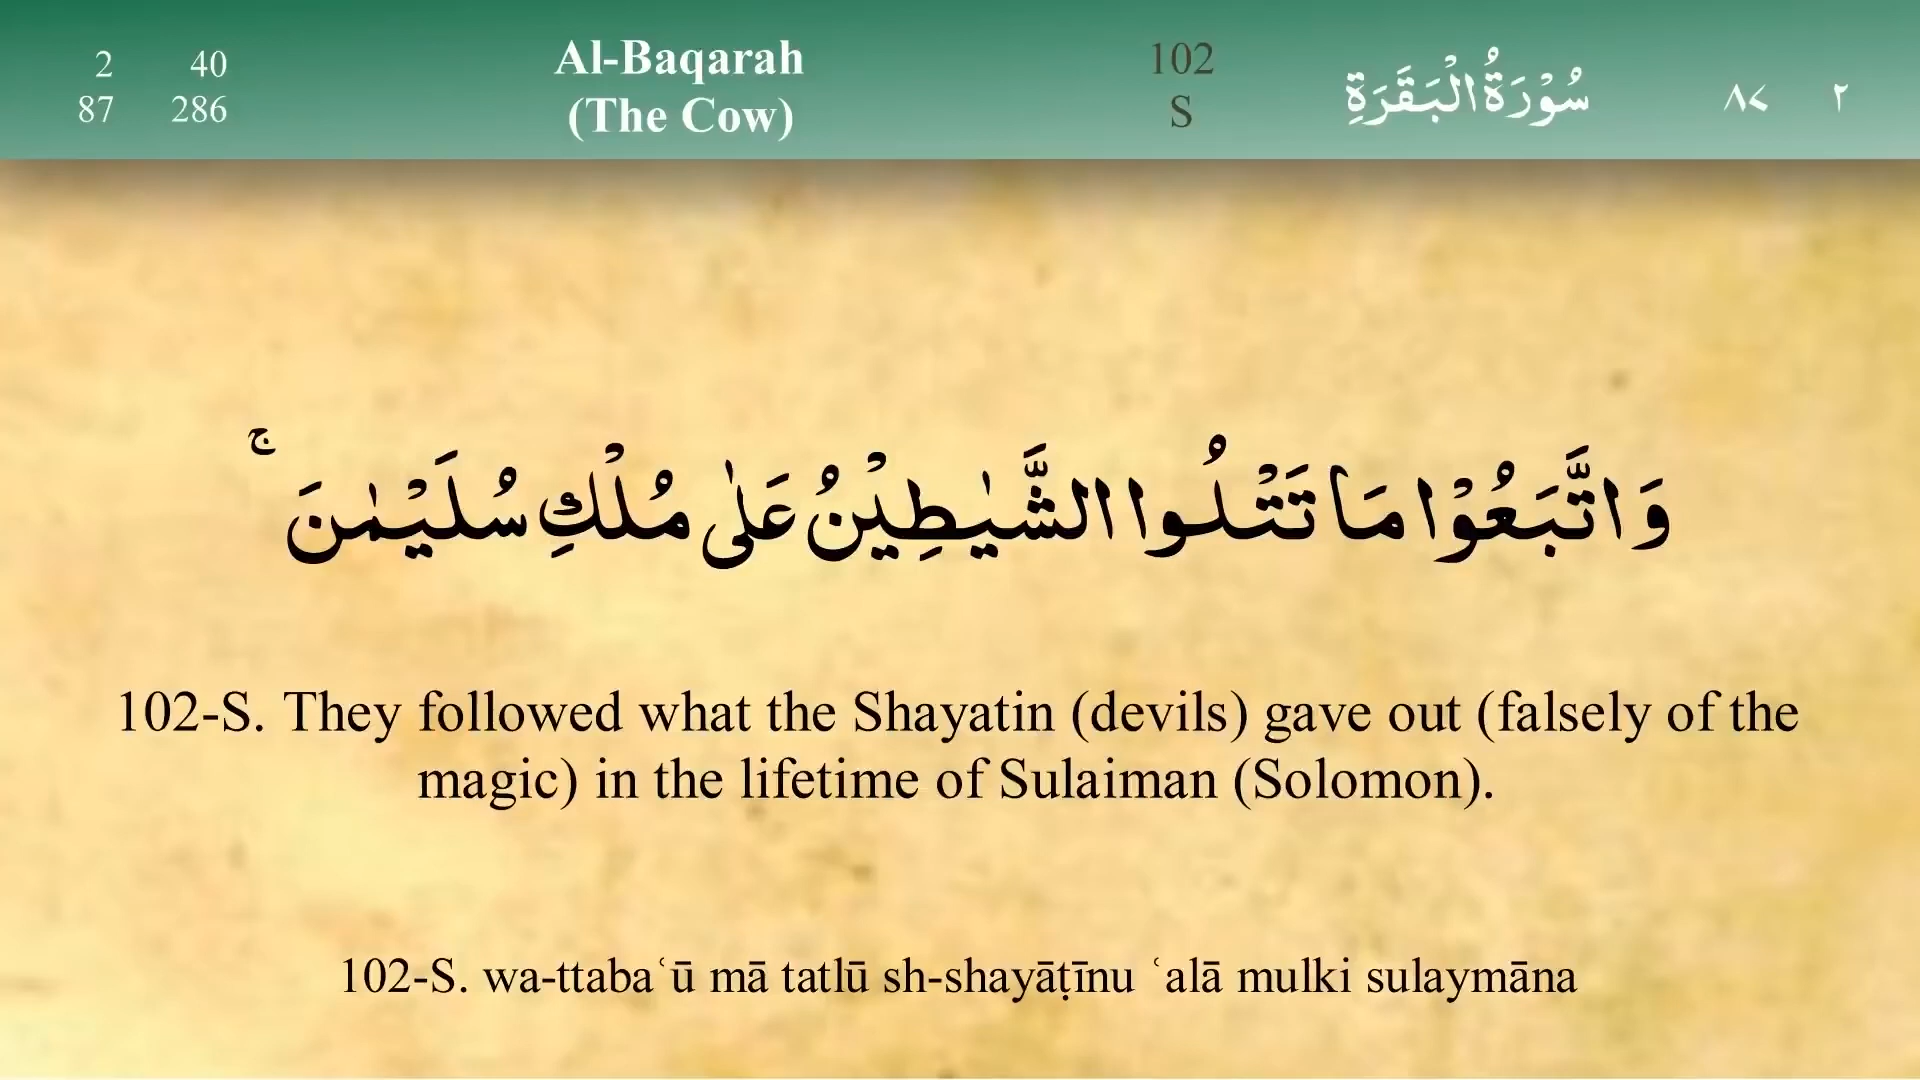 2 40 Al-Baqarah 102 سُوْرَةُ الْبَقَرَةِ ٨٧ ٢
87 286 (The Cow) S
وَاتَّبَعُوْا مَا تَتْلُوا الشَّيٰطِيْنُ عَلٰى مُلْكِ سُلَيْمٰنَ ۚ
102-S. They followed what the Shayatin (devils) gave out (falsely of the
magic) in the lifetime of Sulaiman (Solomon).
102-S. wa-ttabaʿū mā tatlū sh-shayāṭīnu ʿalā mulki sulaymāna